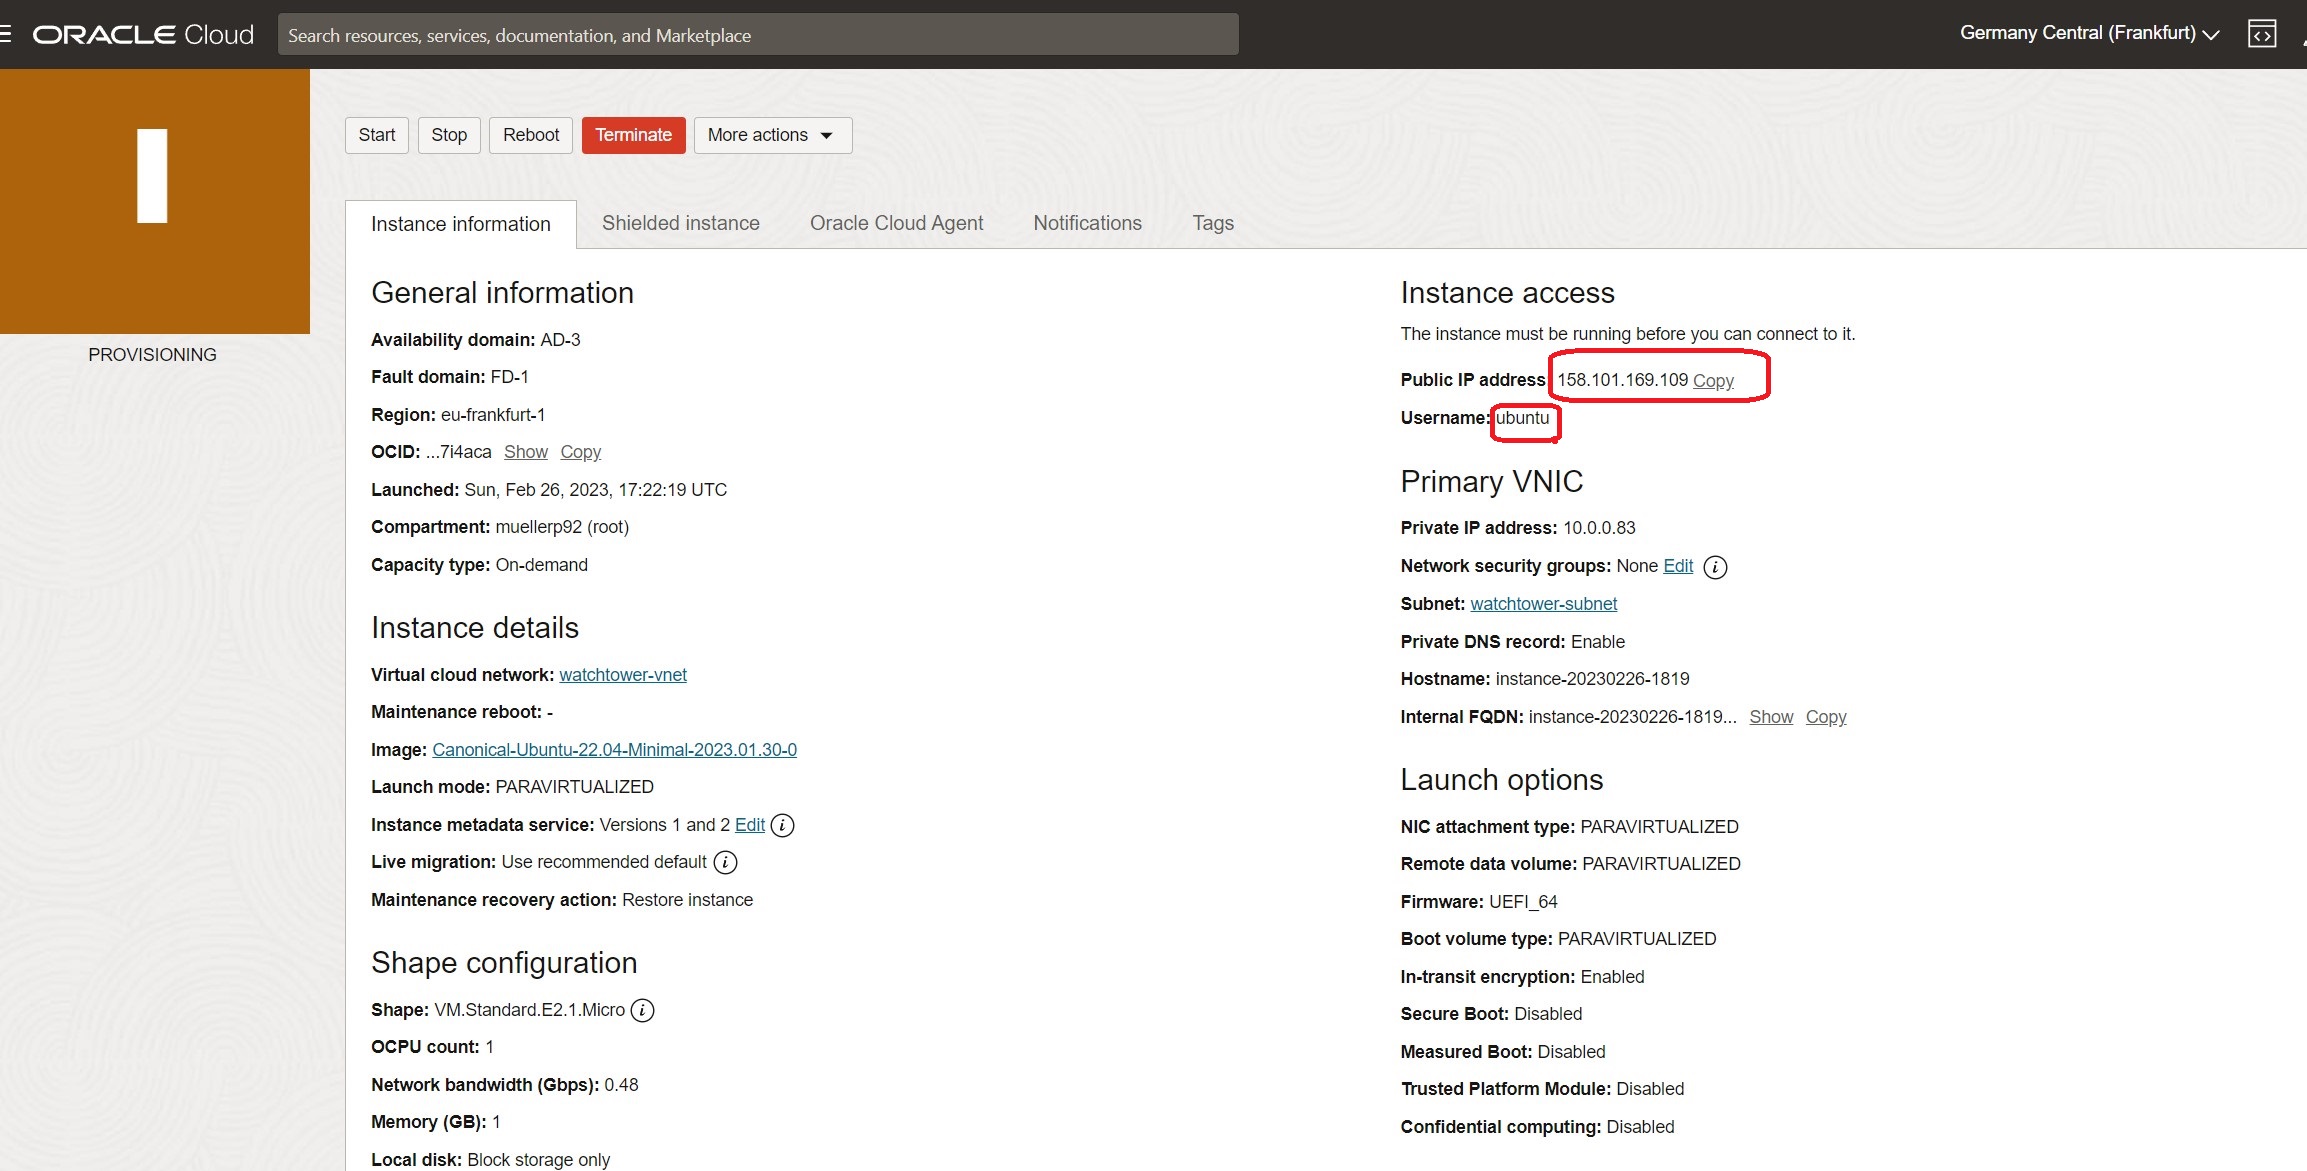 ORACLE Cloud
Search resources, services, documentation, and Marketplace
Germany Central (Frankfurt)
I
PROVISIONING
Start
Stop
Reboot
Terminate
More actions
Instance information
Shielded instance
Oracle Cloud Agent
Notifications
Tags
General information
Availability domain: AD-3
Fault domain: FD-1
Region: eu-frankfurt-1
OCID: ...7i4aca Show Copy
Launched: Sun, Feb 26, 2023, 17:22:19 UTC
Compartment: muellerp92 (root)
Capacity type: On-demand
Instance details
Virtual cloud network: watchtower-vnet
Maintenance reboot: -
Image: Canonical-Ubuntu-22.04-Minimal-2023.01.30-0
Launch mode: PARAVIRTUALIZED
Instance metadata service: Versions 1 and 2 Edit i
Live migration: Use recommended default i
Maintenance recovery action: Restore instance
Shape configuration
Shape: VM.Standard.E2.1.Micro i
OCPU count: 1
Network bandwidth (Gbps): 0.48
Memory (GB): 1
Local disk: Block storage only
Instance access
The instance must be running before you can connect to it.
Public IP address 158.101.169.109 Copy
Username: ubuntu
Primary VNIC
Private IP address: 10.0.0.83
Network security groups: None Edit i
Subnet: watchtower-subnet
Private DNS record: Enable
Hostname: instance-20230226-1819
Internal FQDN: instance-20230226-1819... Show Copy
Launch options
NIC attachment type: PARAVIRTUALIZED
Remote data volume: PARAVIRTUALIZED
Firmware: UEFI_64
Boot volume type: PARAVIRTUALIZED
In-transit encryption: Enabled
Secure Boot: Disabled
Measured Boot: Disabled
Trusted Platform Module: Disabled
Confidential computing: Disabled